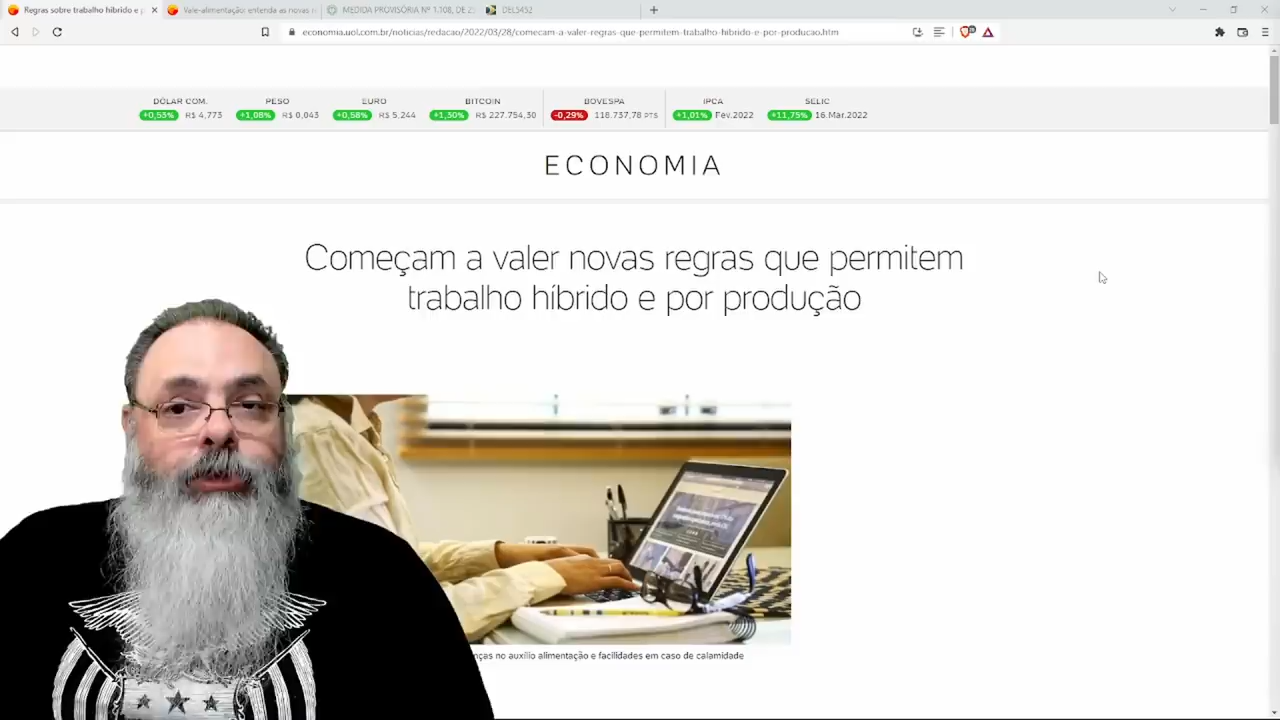 Regras sobre trabalho híbrido e p
Vale-alimentação: entenda as novas r
MEDIDA PROVISÓRIA Nº 1.108, DE 2
DEL5452
economia.uol.com.br/noticias/redacao/2022/03/28/comecam-a-valer-regras-que-permitem-trabalho-hibrido-e-por-producao.htm
DÓLAR COM. PESO EURO BITCOIN BOVESPA IPCA SELIC
+0,53% R$ 4,773 +1,08% R$ 0,043 +0,58% R$ 5,244 +1,30% R$ 227.754,30 -0,29% 118.737,78 PTS +1,01% Fev.2022 +11,75% 16.Mar.2022
ECONOMIA
Começam a valer novas regras que permitem
trabalho híbrido e por produção
nças no auxílio alimentação e facilidades em caso de calamidade